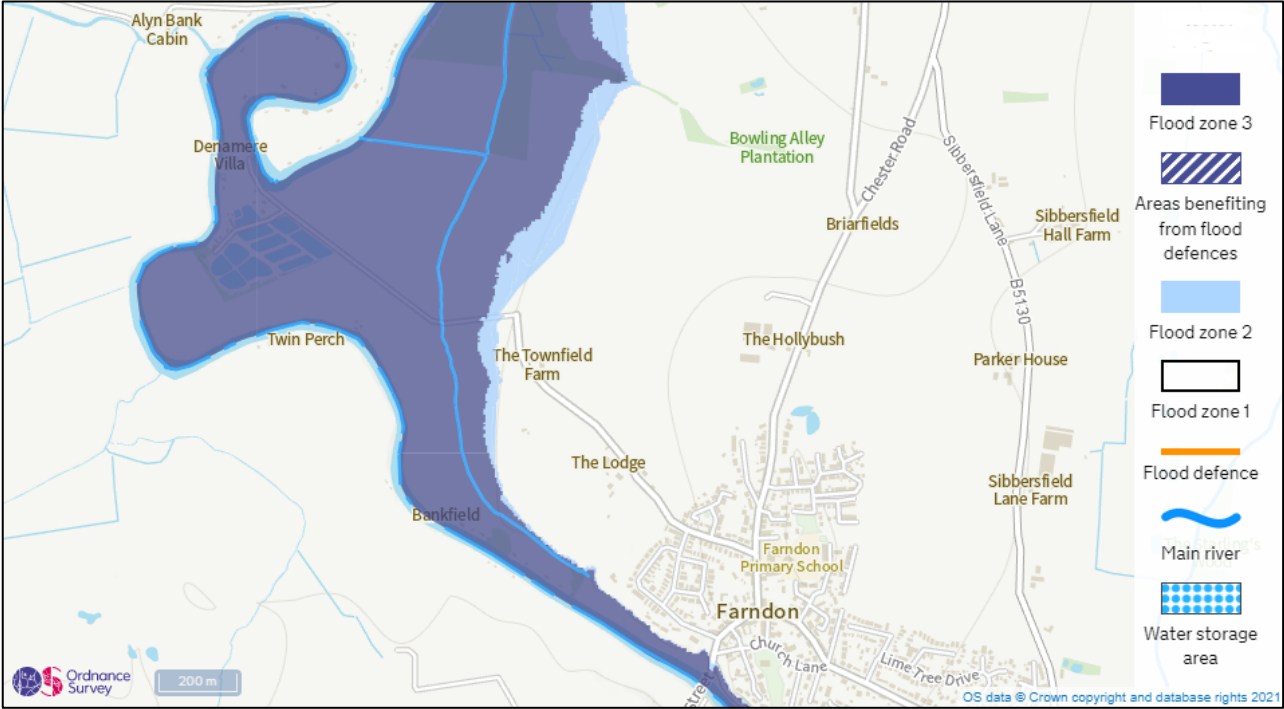 Alyn Bank
Cabin
Denamere
Villa
Twin Perch
Bankfield
The Townfield
Farm
The Lodge
Bowling Alley
Plantation
Chester Road
Briarfields
Sibbersfield Lane
B5130
Sibbersfield
Hall Farm
The Hollybush
Parker House
Sibbersfield
Lane Farm
Farndon
Primary School
Farndon
Church Lane
Lime Tree Drive
Street
Flood zone 3
Areas benefiting
from flood
defences
Flood zone 2
Flood zone 1
Flood defence
Main river
Water storage
area
Ordnance
Survey
200 m
OS data © Crown copyright and database rights 2021